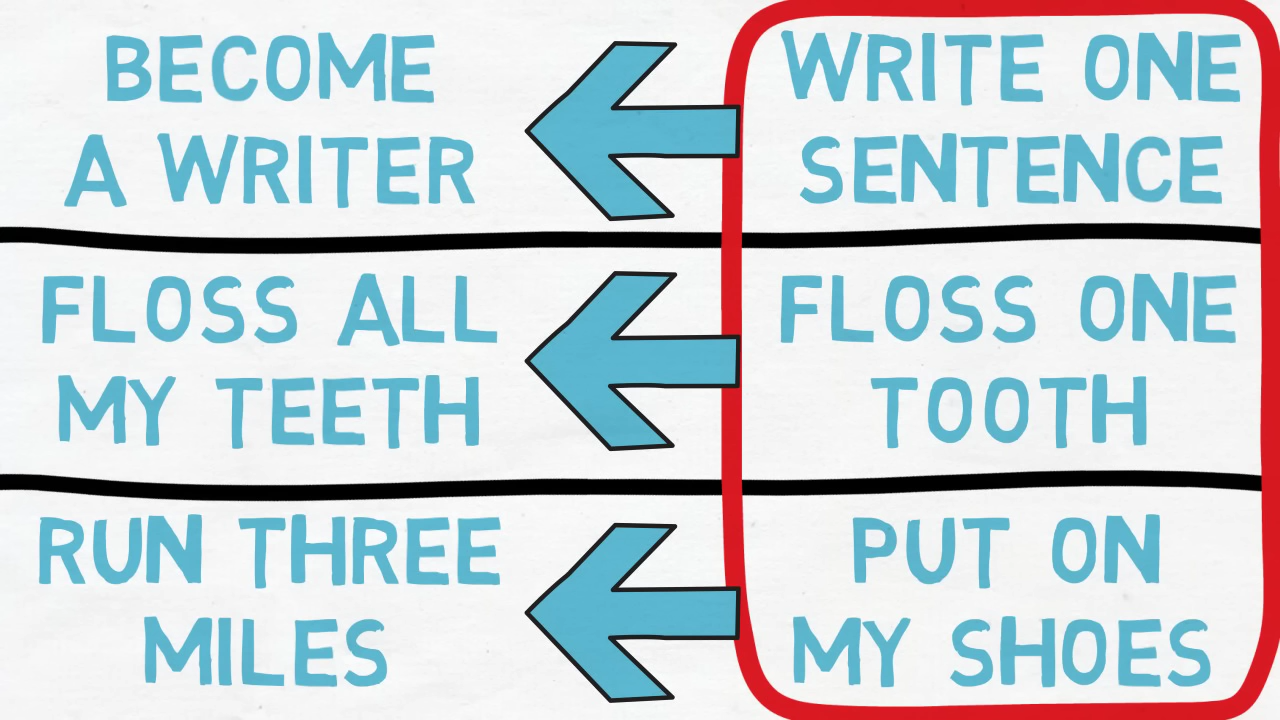 BECOME
A WRITER
WRITE ONE
SENTENCE
FLOSS ALL
MY TEETH
FLOSS ONE
TOOTH
RUN THREE
MILES
PUT ON
MY SHOES